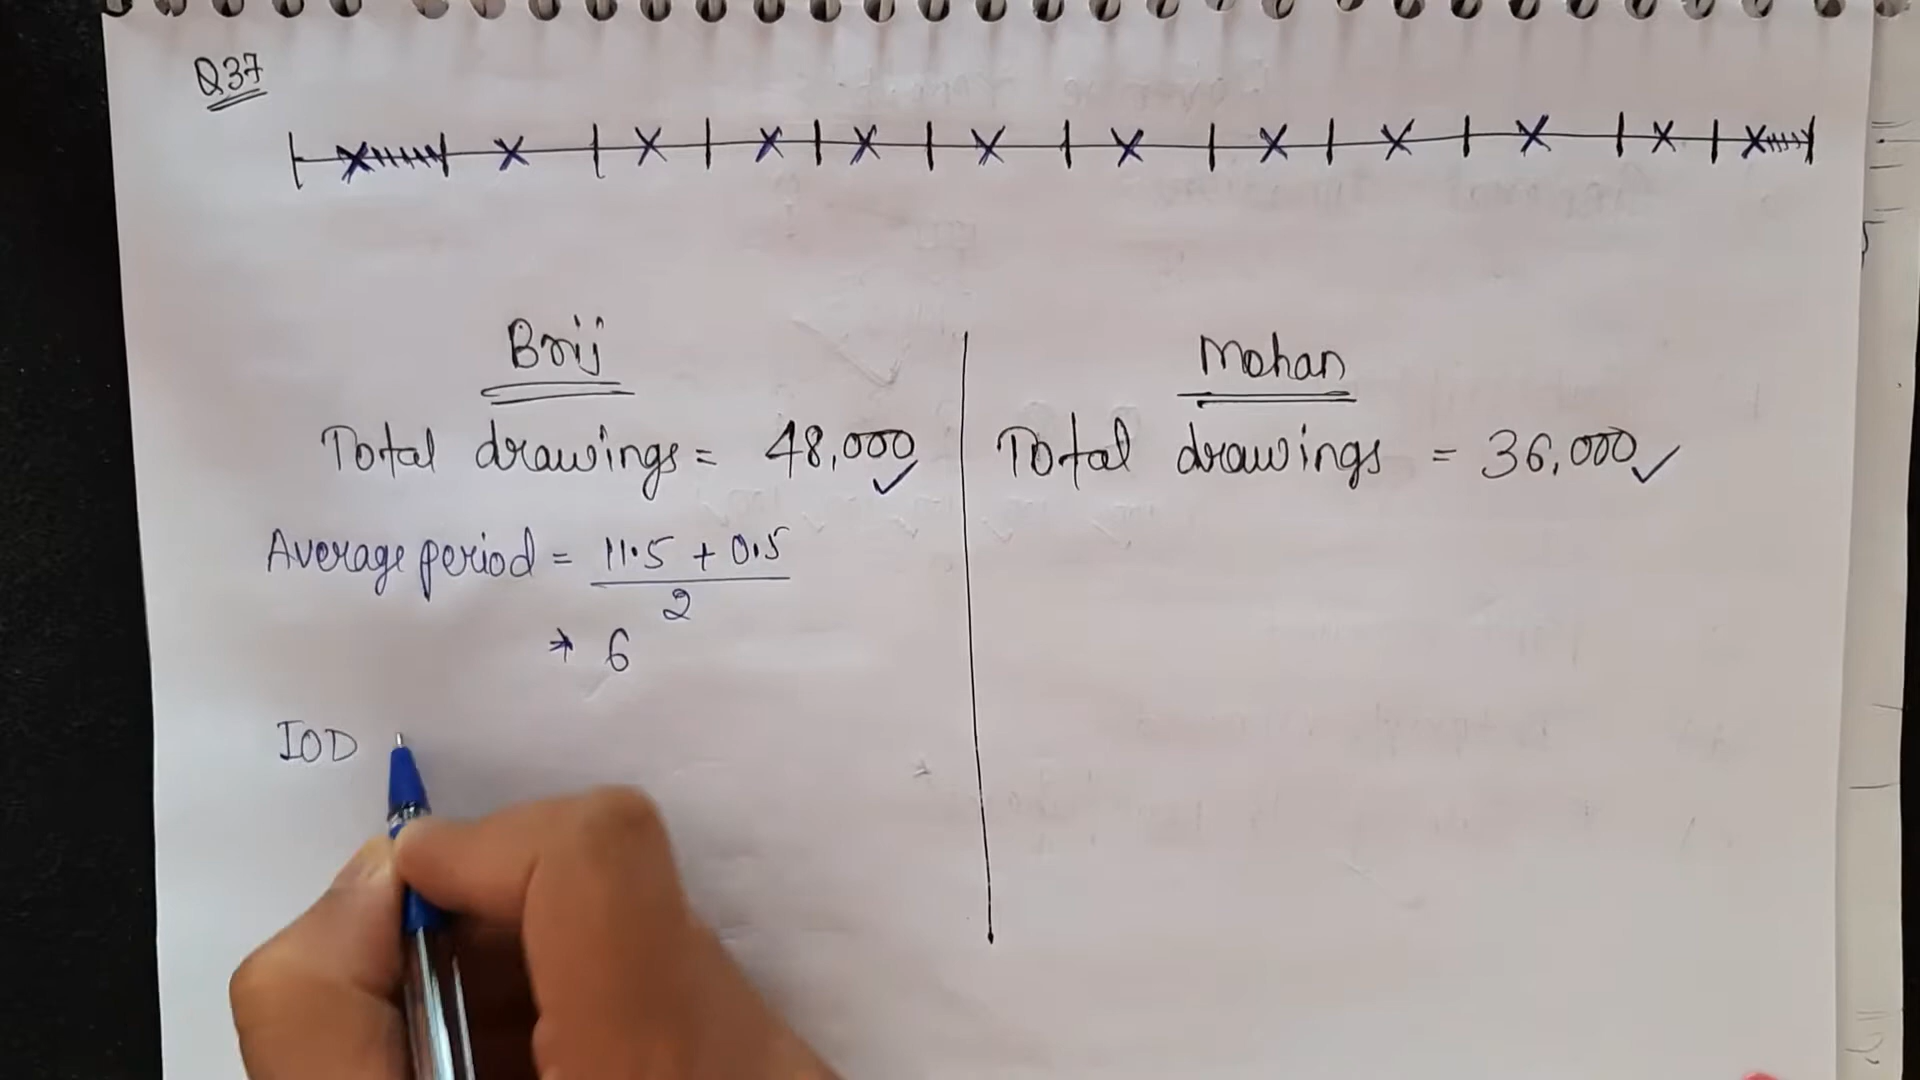 Q37
Brij
Total drawings = 48,000
Average period = 11.5 + 0.5
2
→ 6
IOD
Mohan
Total drawings = 36,000